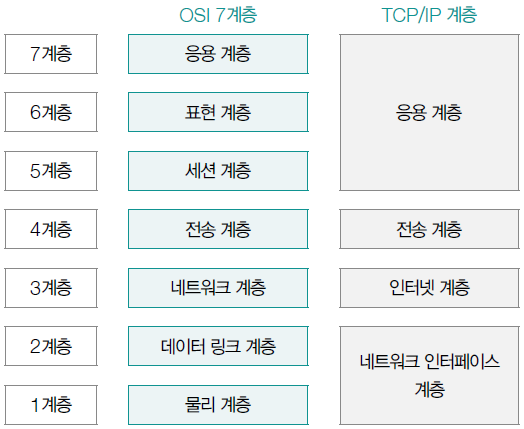 OSI 7계층 TCP/IP 계층
7계층 응용 계층
6계층 표현 계층 응용 계층
5계층 세션 계층
4계층 전송 계층 전송 계층
3계층 네트워크 계층 인터넷 계층
2계층 데이터 링크 계층
네트워크 인터페이스
계층
1계층 물리 계층